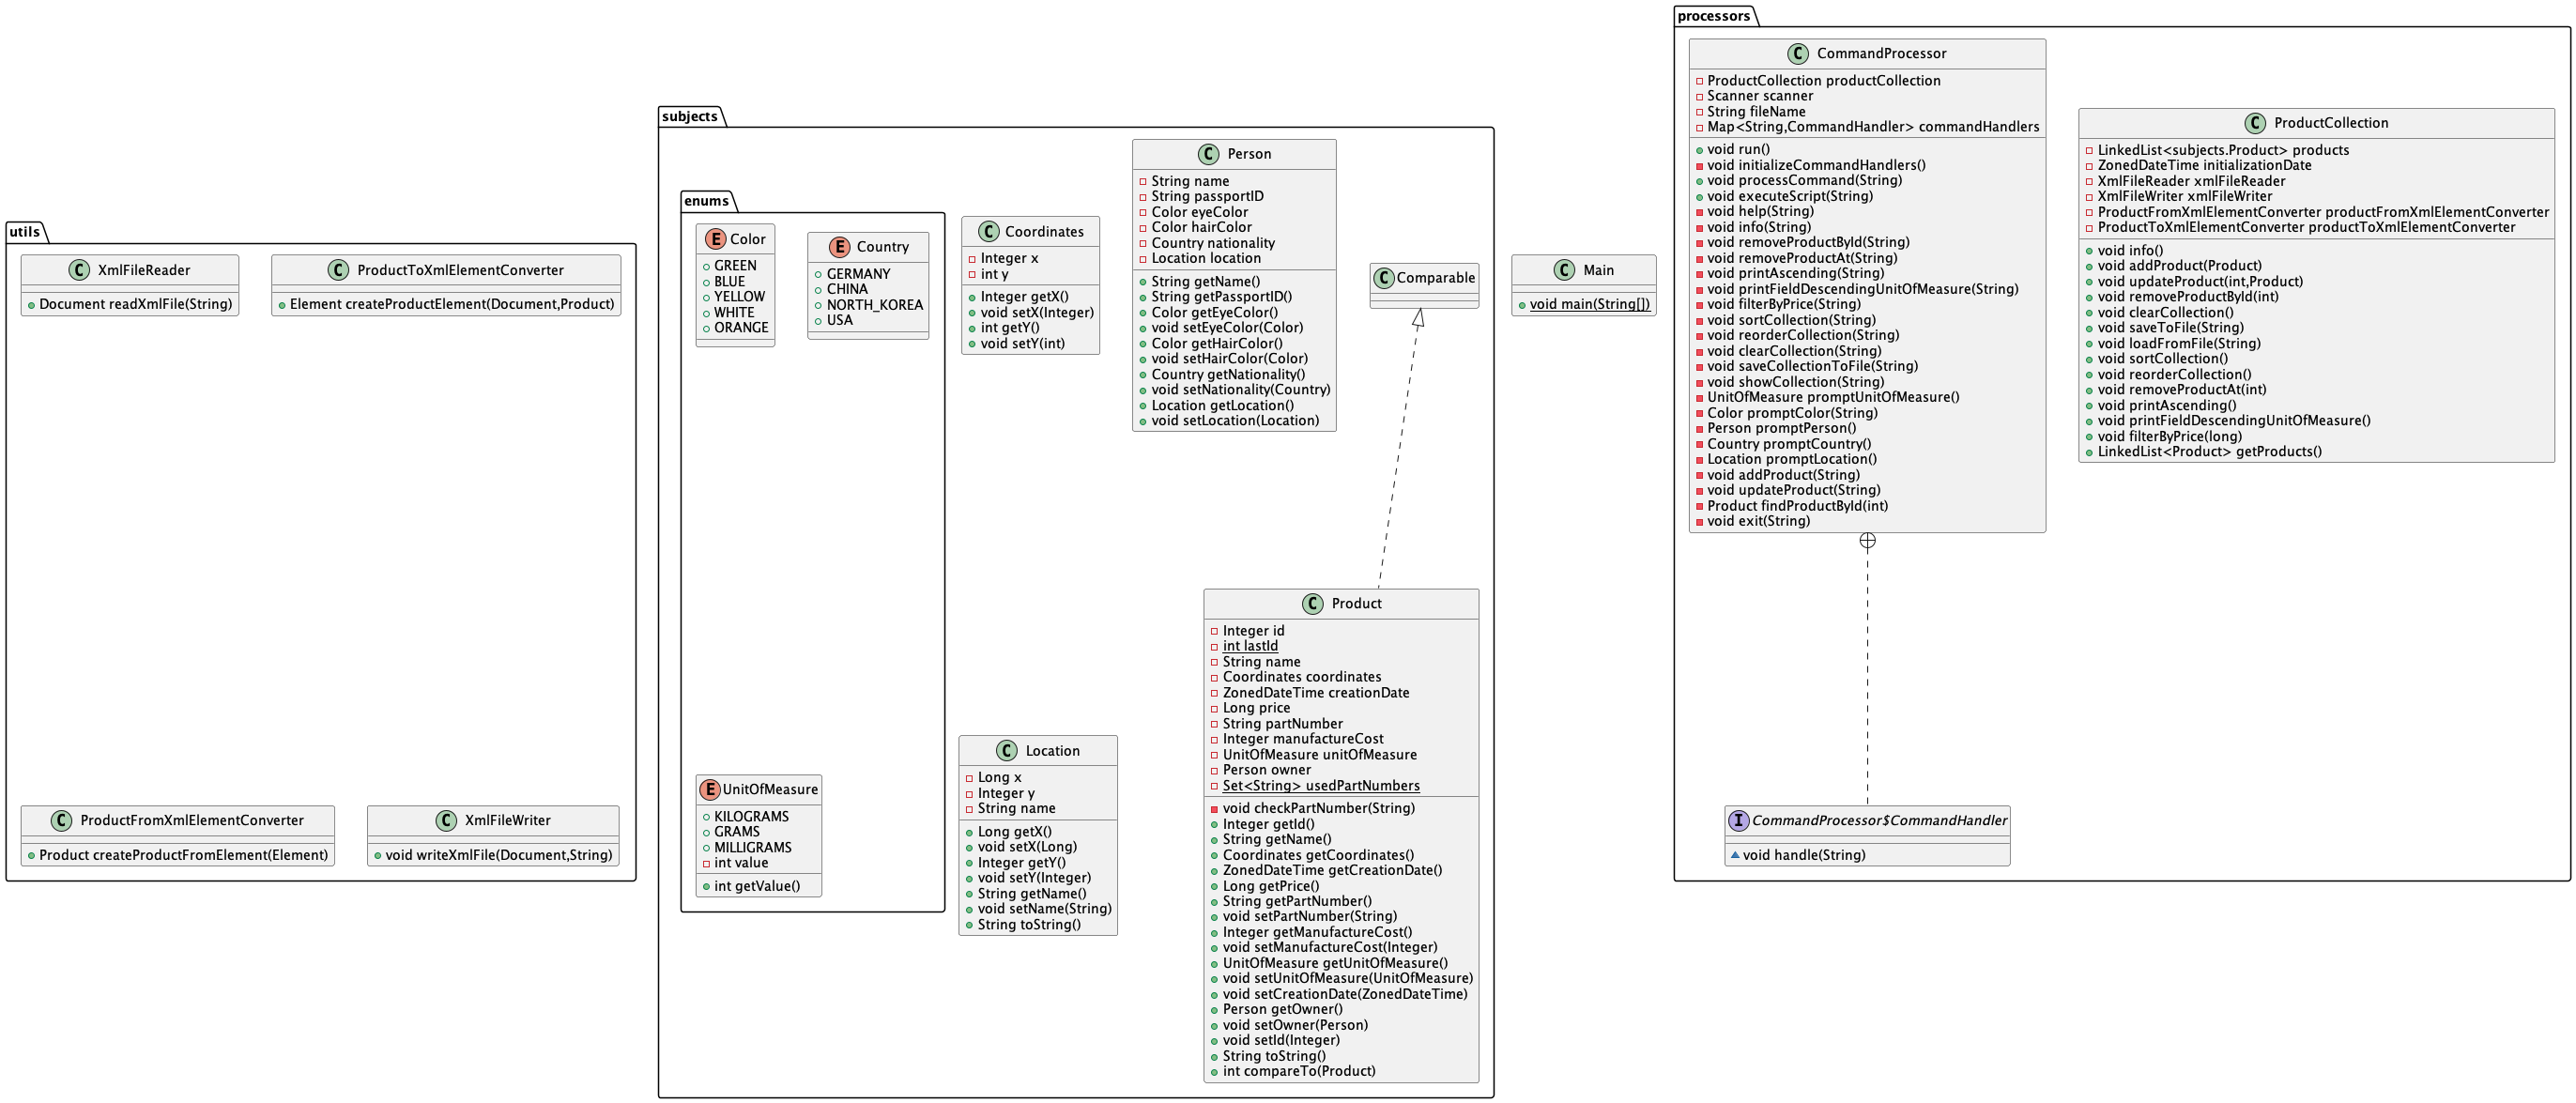 utils
C XmlFileReader
Document readXmlFile(String)
C ProductToXmlElementConverter
Element createProductElement(Document,Product)
C ProductFromXmlElementConverter
Product createProductFromElement(Element)
C XmlFileWriter
void writeXmlFile(Document,String)
subjects
enums
E Color
GREEN
BLUE
YELLOW
WHITE
ORANGE
E Country
GERMANY
CHINA
NORTH_KOREA
USA
E UnitOfMeasure
KILOGRAMS
GRAMS
MILLIGRAMS
int value
int getValue()
C Coordinates
Integer x
int y
Integer getX()
void setX(Integer)
int getY()
void setY(int)
C Person
String name
String passportID
Color eyeColor
Color hairColor
Country nationality
Location location
String getName()
String getPassportID()
Color getEyeColor()
void setEyeColor(Color)
Color getHairColor()
void setHairColor(Color)
Country getNationality()
void setNationality(Country)
Location getLocation()
void setLocation(Location)
C Comparable
C Location
Long x
Integer y
String name
Long getX()
void setX(Long)
Integer getY()
void setY(Integer)
String getName()
void setName(String)
String toString()
C Product
Integer id
int lastId
String name
Coordinates coordinates
ZonedDateTime creationDate
Long price
String partNumber
Integer manufactureCost
UnitOfMeasure unitOfMeasure
Person owner
Set<String> usedPartNumbers
void checkPartNumber(String)
Integer getId()
String getName()
Coordinates getCoordinates()
ZonedDateTime getCreationDate()
Long getPrice()
String getPartNumber()
void setPartNumber(String)
Integer getManufactureCost()
void setManufactureCost(Integer)
UnitOfMeasure getUnitOfMeasure()
void setUnitOfMeasure(UnitOfMeasure)
void setCreationDate(ZonedDateTime)
Person getOwner()
void setOwner(Person)
void setId(Integer)
String toString()
int compareTo(Product)
C Main
void main(String[])
processors
C CommandProcessor
ProductCollection productCollection
Scanner scanner
String fileName
Map<String,CommandHandler> commandHandlers
void run()
void initializeCommandHandlers()
void processCommand(String)
void executeScript(String)
void help(String)
void info(String)
void removeProductById(String)
void removeProductAt(String)
void printAscending(String)
void printFieldDescendingUnitOfMeasure(String)
void filterByPrice(String)
void sortCollection(String)
void reorderCollection(String)
void clearCollection(String)
void saveCollectionToFile(String)
void showCollection(String)
UnitOfMeasure promptUnitOfMeasure()
Color promptColor(String)
Person promptPerson()
Country promptCountry()
Location promptLocation()
void addProduct(String)
void updateProduct(String)
Product findProductById(int)
void exit(String)
C ProductCollection
LinkedList<subjects.Product> products
ZonedDateTime initializationDate
XmlFileReader xmlFileReader
XmlFileWriter xmlFileWriter
ProductFromXmlElementConverter productFromXmlElementConverter
ProductToXmlElementConverter productToXmlElementConverter
void info()
void addProduct(Product)
void updateProduct(int,Product)
void removeProductById(int)
void clearCollection()
void saveToFile(String)
void loadFromFile(String)
void sortCollection()
void reorderCollection()
void removeProductAt(int)
void printAscending()
void printFieldDescendingUnitOfMeasure()
void filterByPrice(long)
LinkedList<Product> getProducts()
I CommandProcessor$CommandHandler
void handle(String)